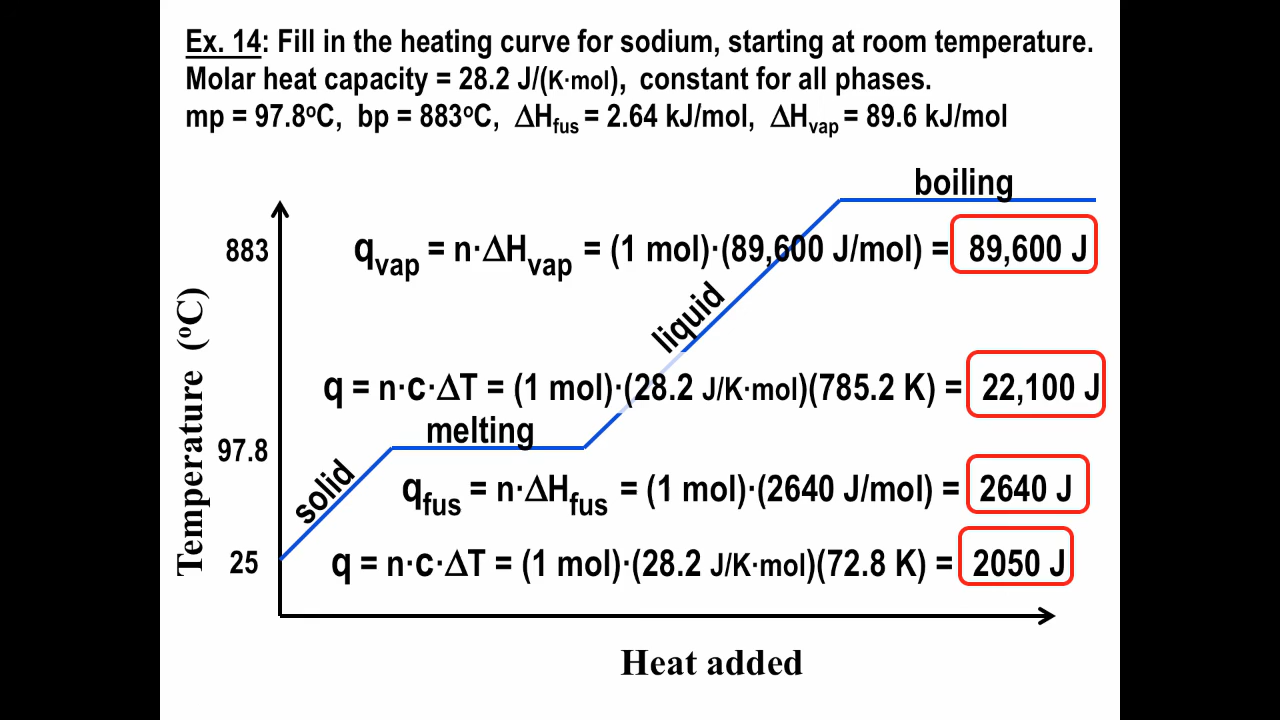 Ex. 14: Fill in the heating curve for sodium, starting at room temperature.
Molar heat capacity = 28.2 J/(K·mol), constant for all phases.
mp = 97.8ºC, bp = 883ºC, ΔHfus = 2.64 kJ/mol, ΔHvap = 89.6 kJ/mol
boiling
883
qvap = n·ΔHvap = (1 mol)·(89,600 J/mol) = 89,600 J
liquid
Temperature (ºC)
q = n·c·ΔT = (1 mol)·(28.2 J/K·mol)(785.2 K) = 22,100 J
melting
97.8
solid
qfus = n·ΔHfus = (1 mol)·(2640 J/mol) = 2640 J
25
q = n·c·ΔT = (1 mol)·(28.2 J/K·mol)(72.8 K) = 2050 J
Heat added